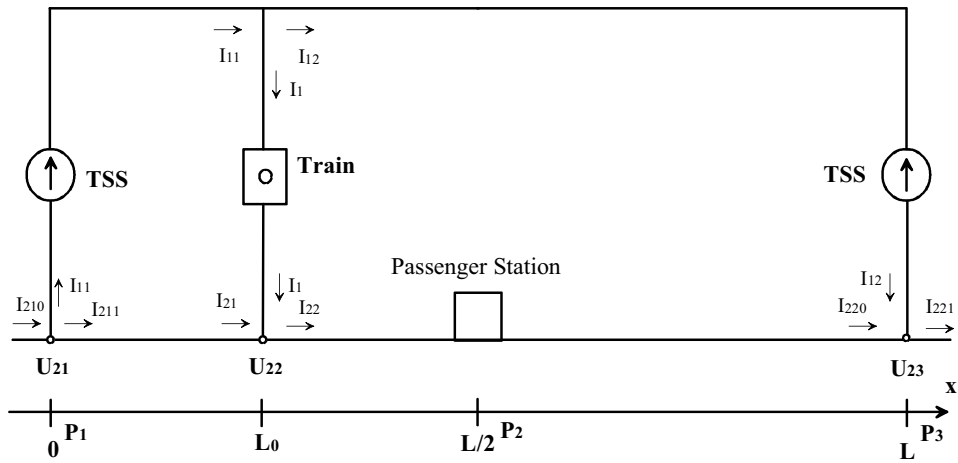 I11 I12
I1
TSS Train TSS
Passenger Station
I210 I11 I211 I21 I1 I22 I220 I12 I221
U21 U22 U23
x
0 P1 L0 L/2 P2 L P3